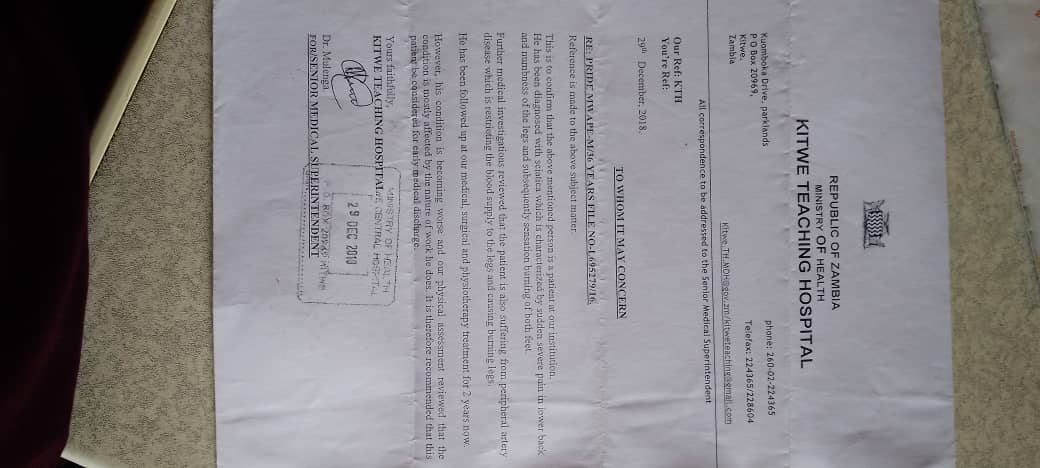 REPUBLIC OF ZAMBIA
MINISTRY OF HEALTH
KITWE TEACHING HOSPITAL
Kuomboka Drive, parklands
P O Box 20969,
Kitwe,
Zambia
phone: 260-02-224365
Telefax: 224365/228604
Kitwe.TH.MOH@gov.zm/kitweteaching@gmail.com
All correspondence to be addressed to the Senior Medical Superintendent
Our Ref: KTH
You're Ref:
29th December, 2018.
TO WHOM IT MAY CONCERN
RE: PRIDE MWAPE-M/36 YEARS FILE NO-L695279/16.
Reference is made to the above subject matter.
This is to confirm that the above mentioned person is a patient at our institution.
He has been diagnosed with sciatica which is characterized by sudden severe pain in lower back
and numbness of the legs and subsequently sensation burning of both feet.
Further medical investigations reviewed that the patient is also suffering from peripheral artery
disease which is restricting the blood supply to the legs and causing burning legs.
He has been followed up at our medical, surgical and physiotherapy treatment for 2 years now.
However, his condition is becoming worse and our physical assessment reviewed that the
condition is mostly affected by the nature of work he does. It is therefore recommended that this
patient be considered for early medical discharge.
Yours faithfully,
KITWE TEACHING HOSPITAL
MINISTRY OF HEALTH
CENTRAL HOSPITAL
29 DEC
P.O. BOX
Dr. Malenga
FOR/SENIOR MEDICAL SUPERINTENDENT